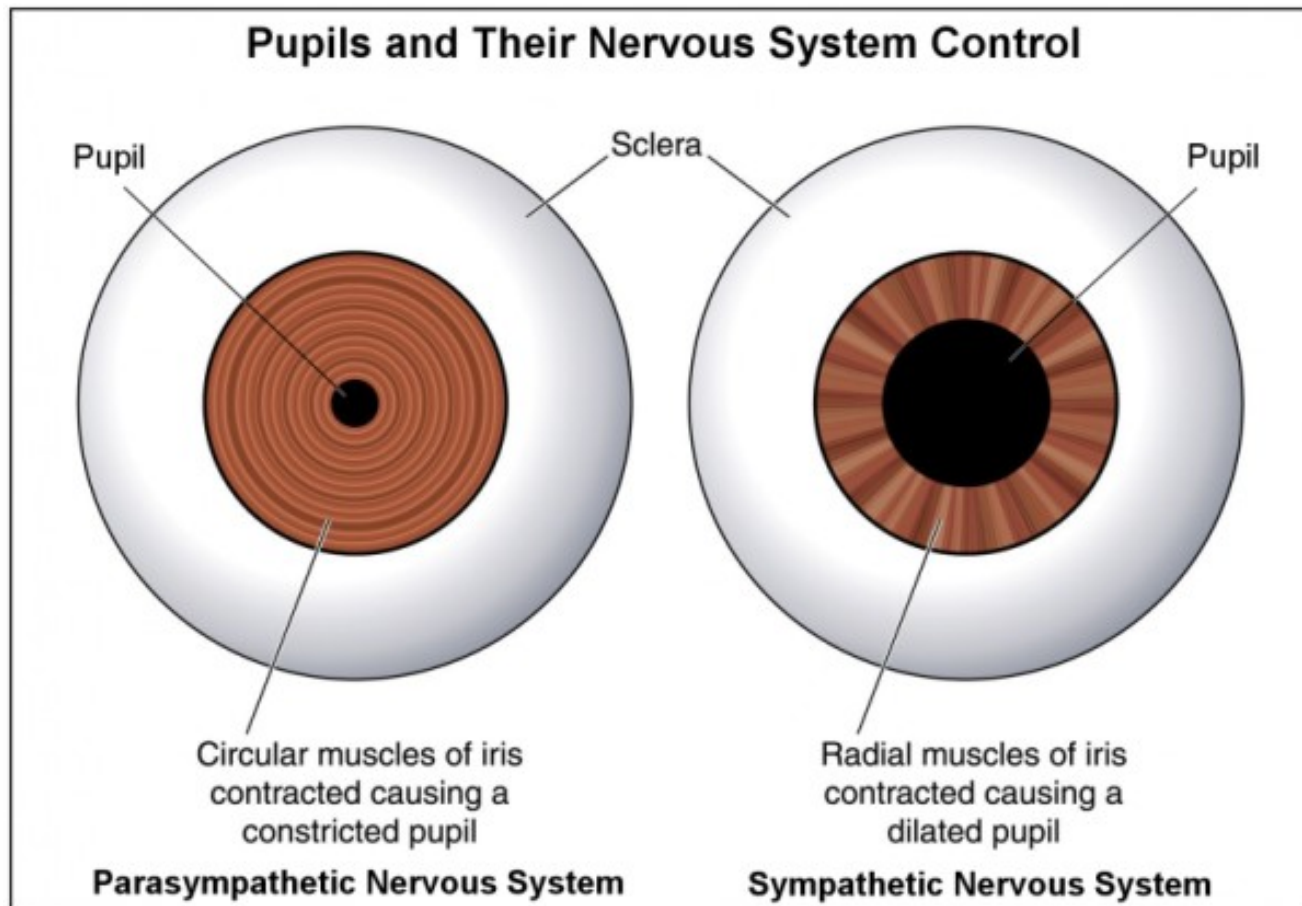 Pupils and Their Nervous System Control
Pupil
Sclera
Pupil
Circular muscles of iris
contracted causing a
constricted pupil
Radial muscles of iris
contracted causing a
dilated pupil
Parasympathetic Nervous System
Sympathetic Nervous System